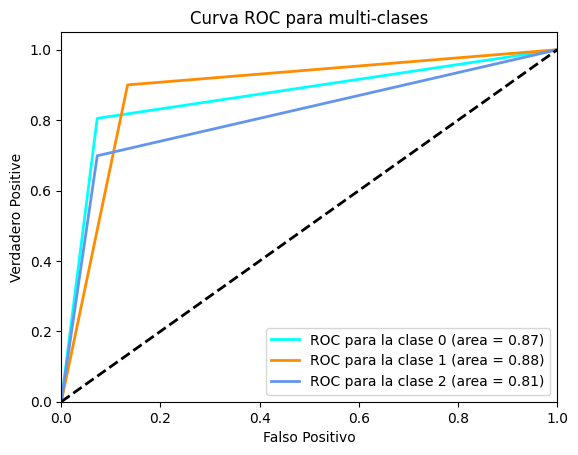 Curva ROC para multi-clases
Verdadero Positive
1.0
0.8
0.6
0.4
0.2
0.0
ROC para la clase 0 (area = 0.87)
ROC para la clase 1 (area = 0.88)
ROC para la clase 2 (area = 0.81)
0.0 0.2 0.4 0.6 0.8 1.0
Falso Positivo